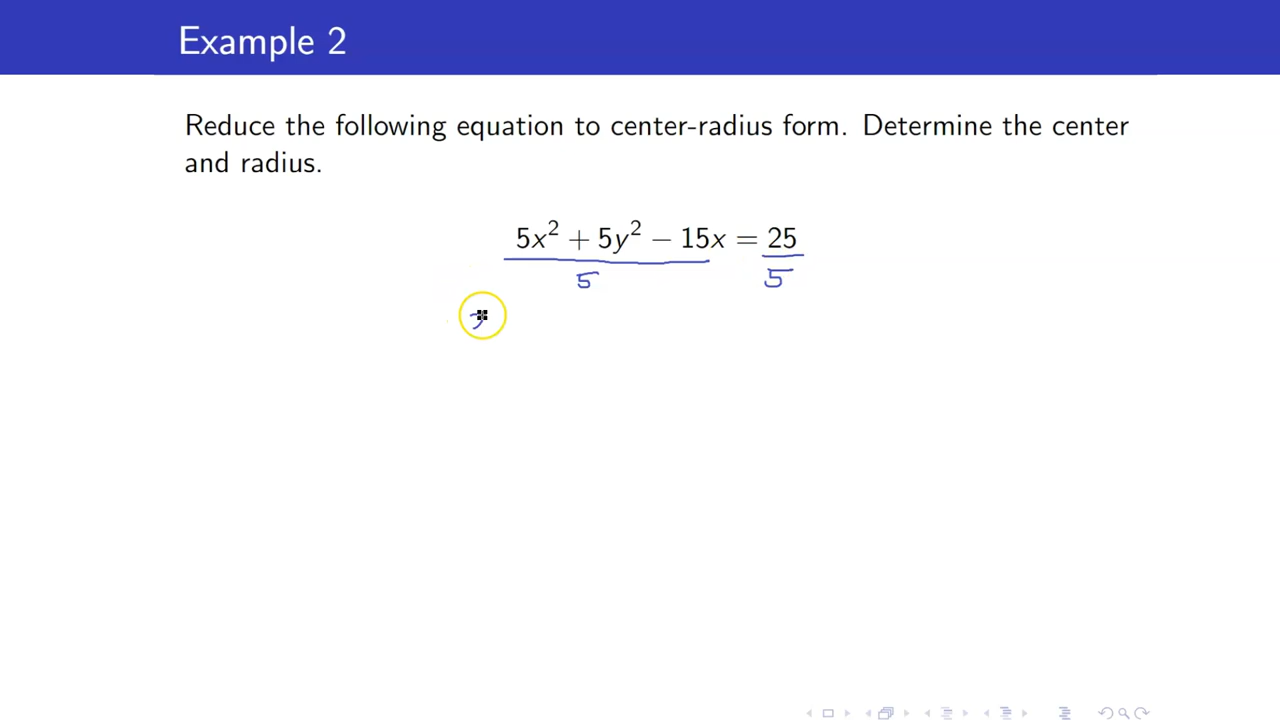 Example 2
Reduce the following equation to center-radius form. Determine the center
and radius.
5x² + 5y² − 15x = 25
5 5